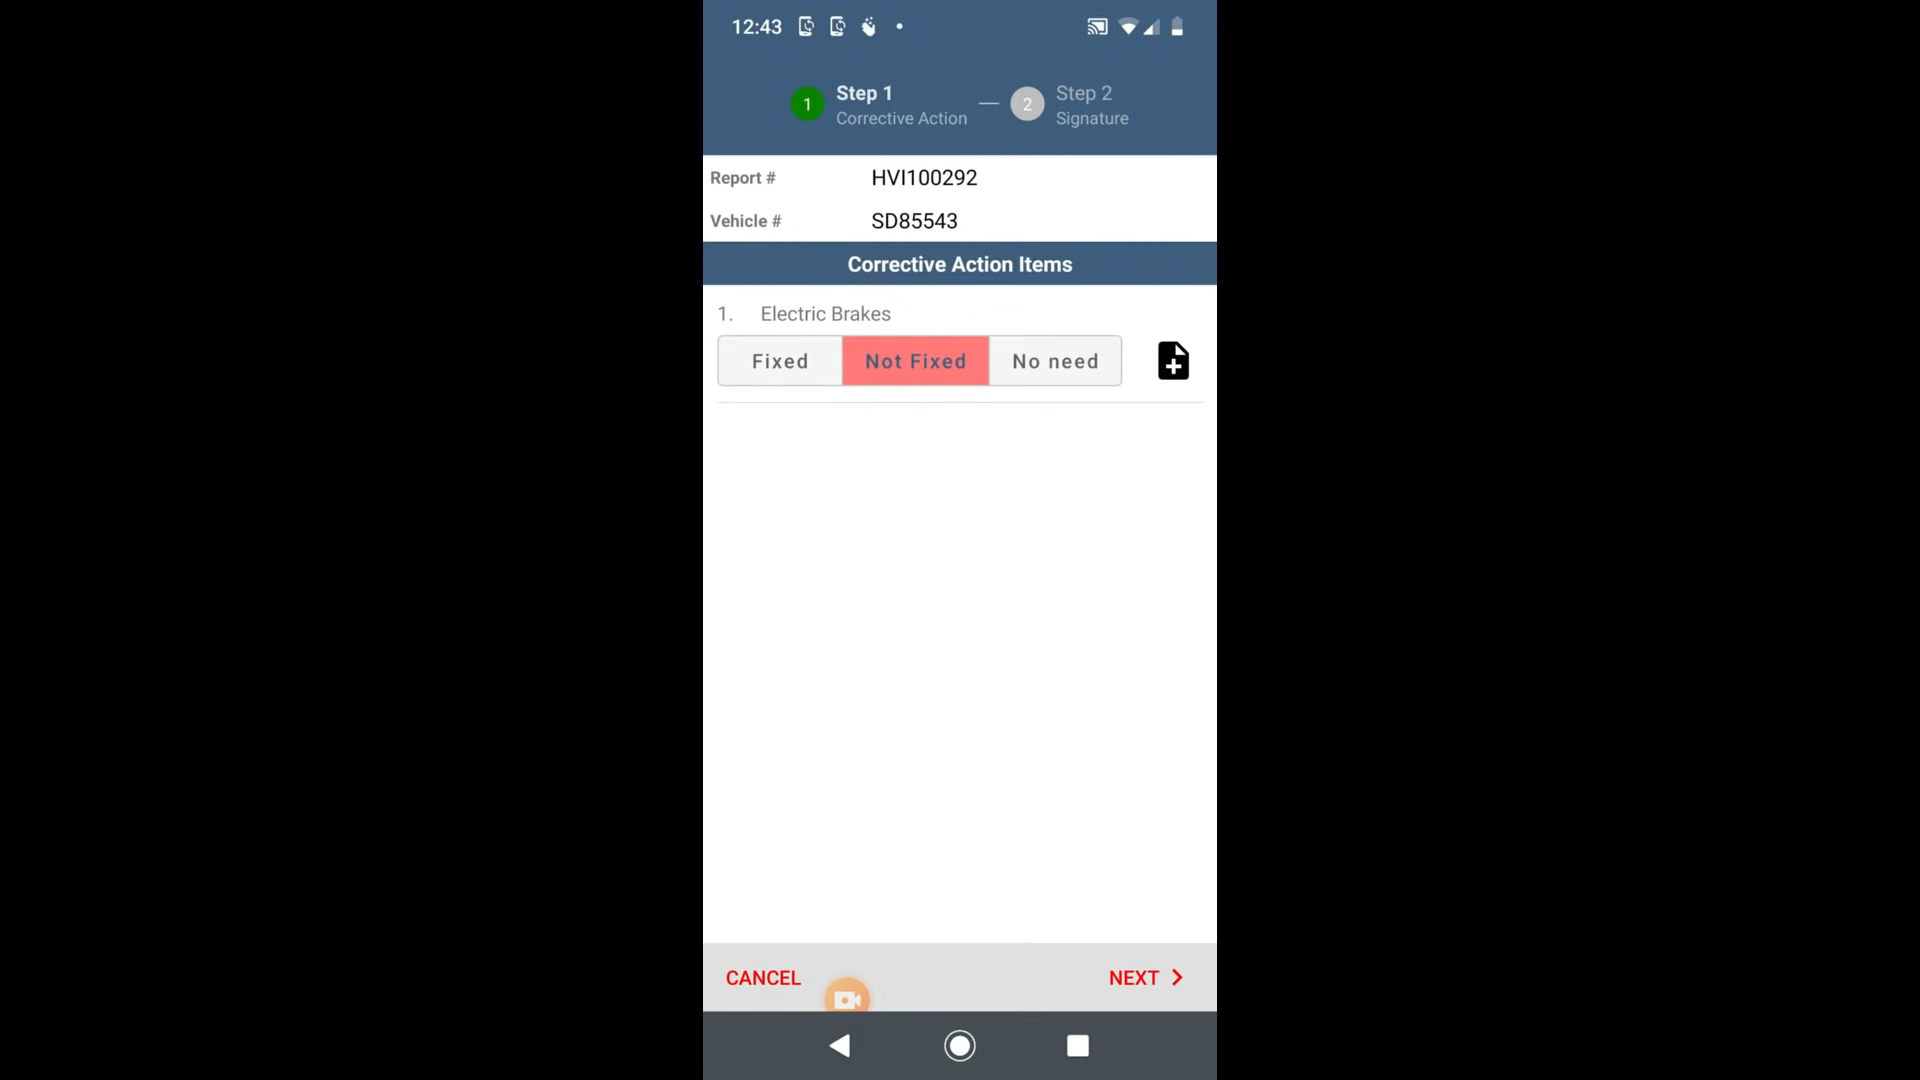 12:43
1 Step 1 — 2 Step 2
Corrective Action Signature
Report # HVI100292
Vehicle # SD85543
Corrective Action Items
1. Electric Brakes
Fixed Not Fixed No need
CANCEL NEXT